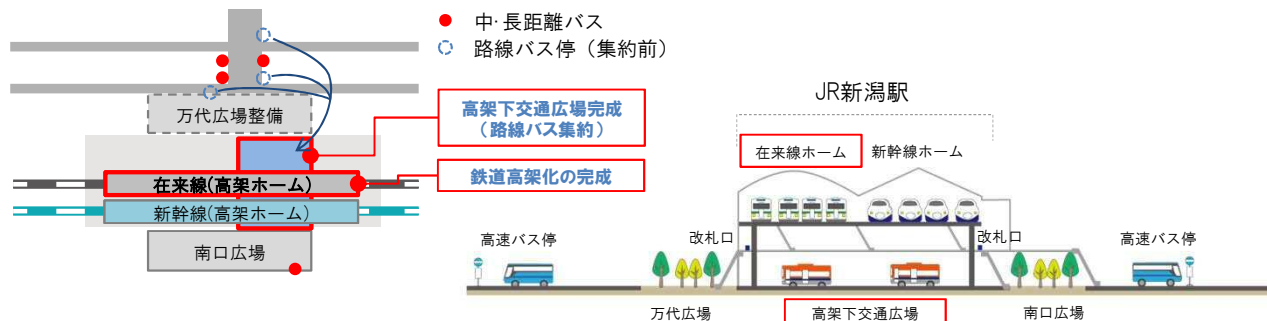 中・長距離バス
路線バス停（集約前）
万代広場整備
高架下交通広場完成
（路線バス集約）
在来線(高架ホーム)
鉄道高架化の完成
新幹線(高架ホーム)
南口広場
JR新潟駅
在来線ホーム 新幹線ホーム
高速バス停 改札口 改札口 高速バス停
万代広場 高架下交通広場 南口広場